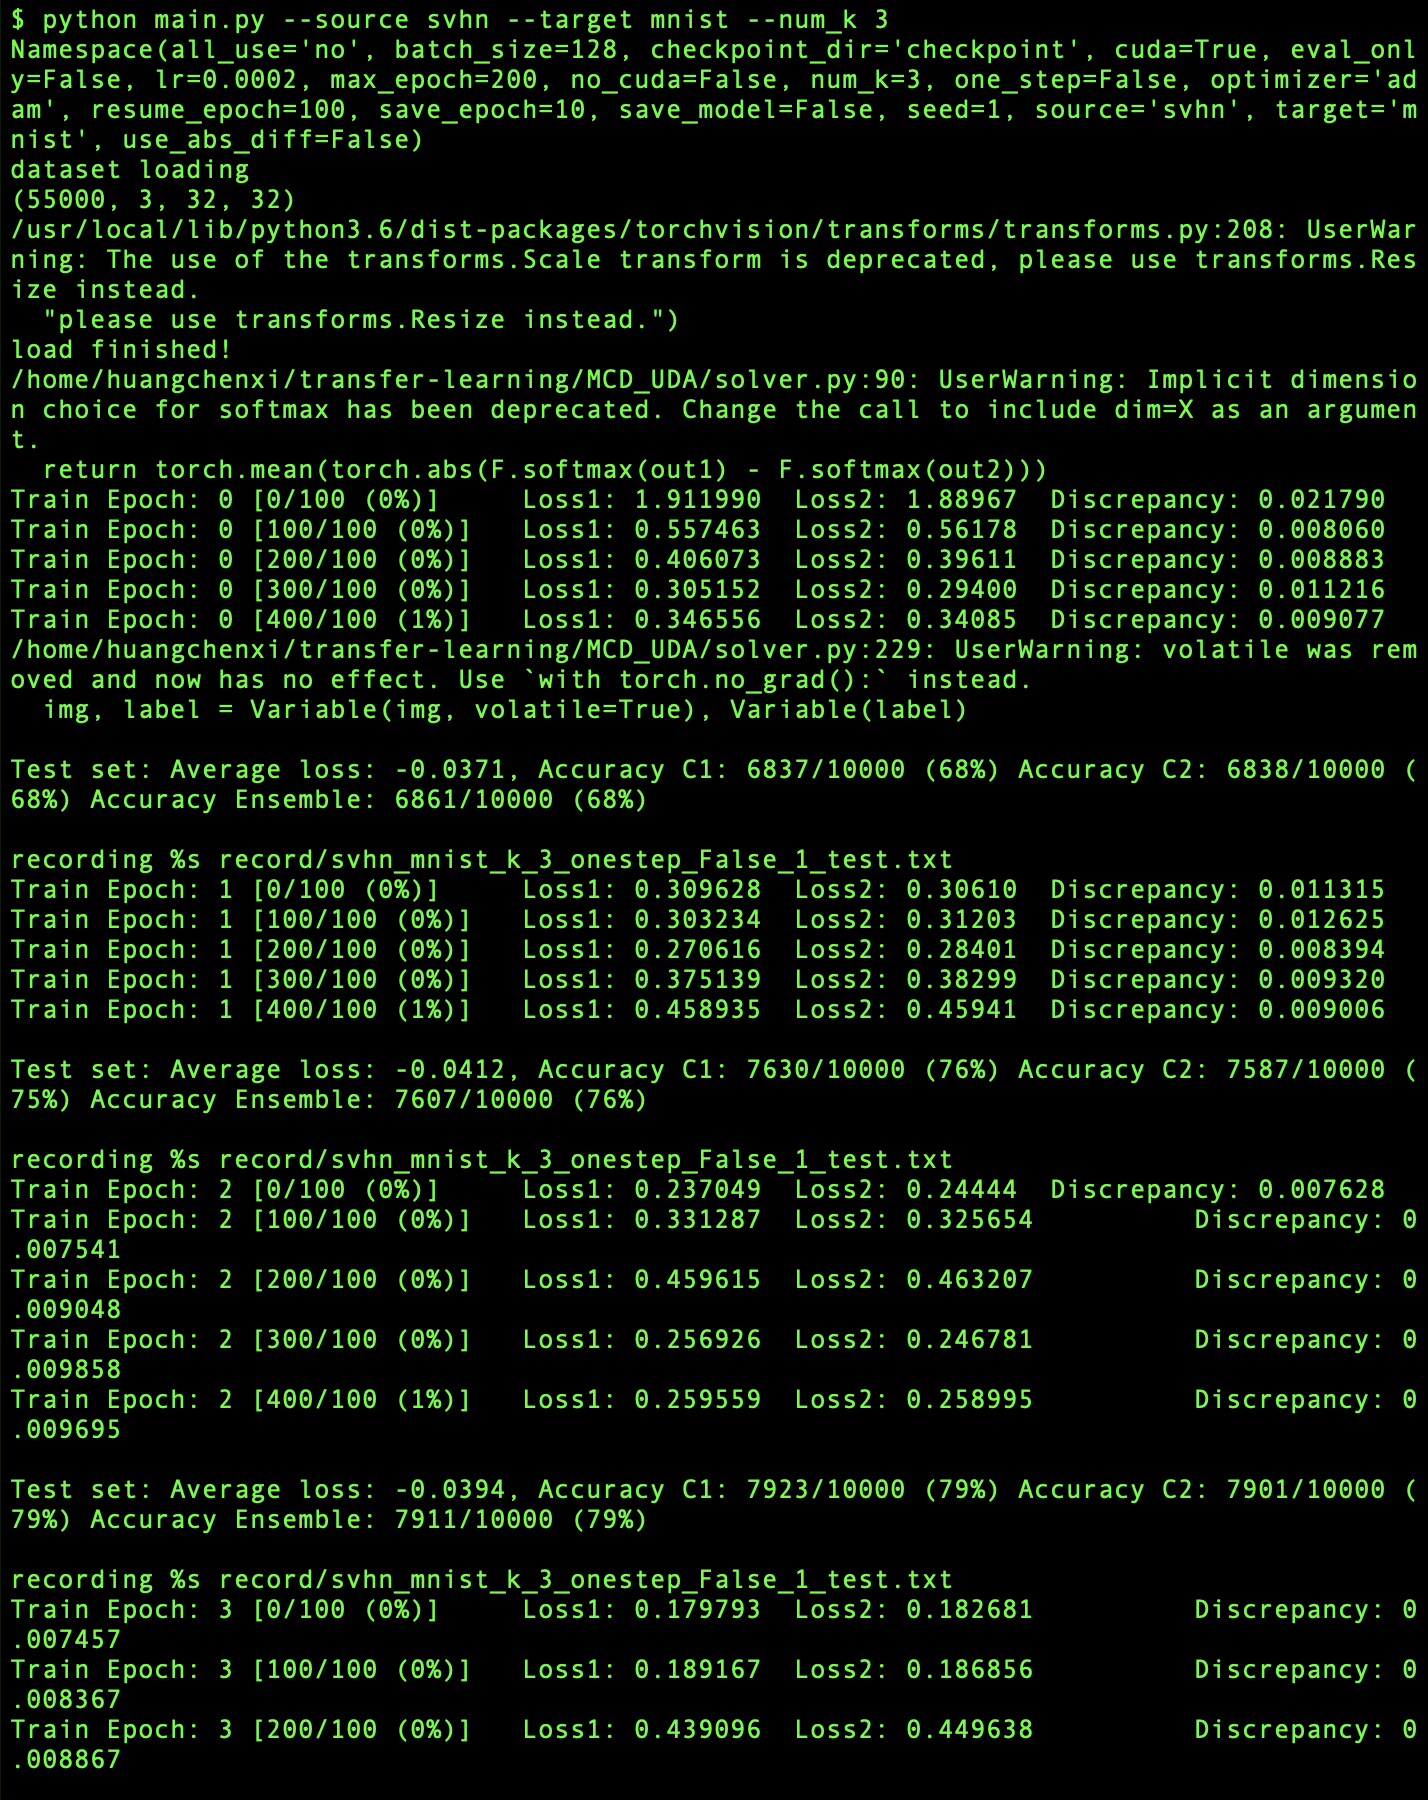 $ python main.py --source svhn --target mnist --num_k 3
Namespace(all_use='no', batch_size=128, checkpoint_dir='checkpoint', cuda=True, eval_onl
y=False, lr=0.0002, max_epoch=200, no_cuda=False, num_k=3, one_step=False, optimizer='ad
am', resume_epoch=100, save_epoch=10, save_model=False, seed=1, source='svhn', target='m
nist', use_abs_diff=False)
dataset loading
(55000, 3, 32, 32)
/usr/local/lib/python3.6/dist-packages/torchvision/transforms/transforms.py:208: UserWar
ning: The use of the transforms.Scale transform is deprecated, please use transforms.Res
ize instead.
  "please use transforms.Resize instead.")
load finished!
/home/huangchenxi/transfer-learning/MCD_UDA/solver.py:90: UserWarning: Implicit dimensio
n choice for softmax has been deprecated. Change the call to include dim=X as an argumen
t.
  return torch.mean(torch.abs(F.softmax(out1) - F.softmax(out2)))
Train Epoch: 0 [0/100 (0%)]     Loss1: 1.911990  Loss2: 1.88967  Discrepancy: 0.021790
Train Epoch: 0 [100/100 (0%)]   Loss1: 0.557463  Loss2: 0.56178  Discrepancy: 0.008060
Train Epoch: 0 [200/100 (0%)]   Loss1: 0.406073  Loss2: 0.39611  Discrepancy: 0.008883
Train Epoch: 0 [300/100 (0%)]   Loss1: 0.305152  Loss2: 0.29400  Discrepancy: 0.011216
Train Epoch: 0 [400/100 (1%)]   Loss1: 0.346556  Loss2: 0.34085  Discrepancy: 0.009077
/home/huangchenxi/transfer-learning/MCD_UDA/solver.py:229: UserWarning: volatile was rem
oved and now has no effect. Use `with torch.no_grad():` instead.
  img, label = Variable(img, volatile=True), Variable(label)

Test set: Average loss: -0.0371, Accuracy C1: 6837/10000 (68%) Accuracy C2: 6838/10000 (
68%) Accuracy Ensemble: 6861/10000 (68%)

recording %s record/svhn_mnist_k_3_onestep_False_1_test.txt
Train Epoch: 1 [0/100 (0%)]     Loss1: 0.309628  Loss2: 0.30610  Discrepancy: 0.011315
Train Epoch: 1 [100/100 (0%)]   Loss1: 0.303234  Loss2: 0.31203  Discrepancy: 0.012625
Train Epoch: 1 [200/100 (0%)]   Loss1: 0.270616  Loss2: 0.28401  Discrepancy: 0.008394
Train Epoch: 1 [300/100 (0%)]   Loss1: 0.375139  Loss2: 0.38299  Discrepancy: 0.009320
Train Epoch: 1 [400/100 (1%)]   Loss1: 0.458935  Loss2: 0.45941  Discrepancy: 0.009006

Test set: Average loss: -0.0412, Accuracy C1: 7630/10000 (76%) Accuracy C2: 7587/10000 (
75%) Accuracy Ensemble: 7607/10000 (76%)

recording %s record/svhn_mnist_k_3_onestep_False_1_test.txt
Train Epoch: 2 [0/100 (0%)]     Loss1: 0.237049  Loss2: 0.24444  Discrepancy: 0.007628
Train Epoch: 2 [100/100 (0%)]   Loss1: 0.331287  Loss2: 0.325654          Discrepancy: 0
.007541
Train Epoch: 2 [200/100 (0%)]   Loss1: 0.459615  Loss2: 0.463207          Discrepancy: 0
.009048
Train Epoch: 2 [300/100 (0%)]   Loss1: 0.256926  Loss2: 0.246781          Discrepancy: 0
.009858
Train Epoch: 2 [400/100 (1%)]   Loss1: 0.259559  Loss2: 0.258995          Discrepancy: 0
.009695

Test set: Average loss: -0.0394, Accuracy C1: 7923/10000 (79%) Accuracy C2: 7901/10000 (
79%) Accuracy Ensemble: 7911/10000 (79%)

recording %s record/svhn_mnist_k_3_onestep_False_1_test.txt
Train Epoch: 3 [0/100 (0%)]     Loss1: 0.179793  Loss2: 0.182681          Discrepancy: 0
.007457
Train Epoch: 3 [100/100 (0%)]   Loss1: 0.189167  Loss2: 0.186856          Discrepancy: 0
.008367
Train Epoch: 3 [200/100 (0%)]   Loss1: 0.439096  Loss2: 0.449638          Discrepancy: 0
.008867